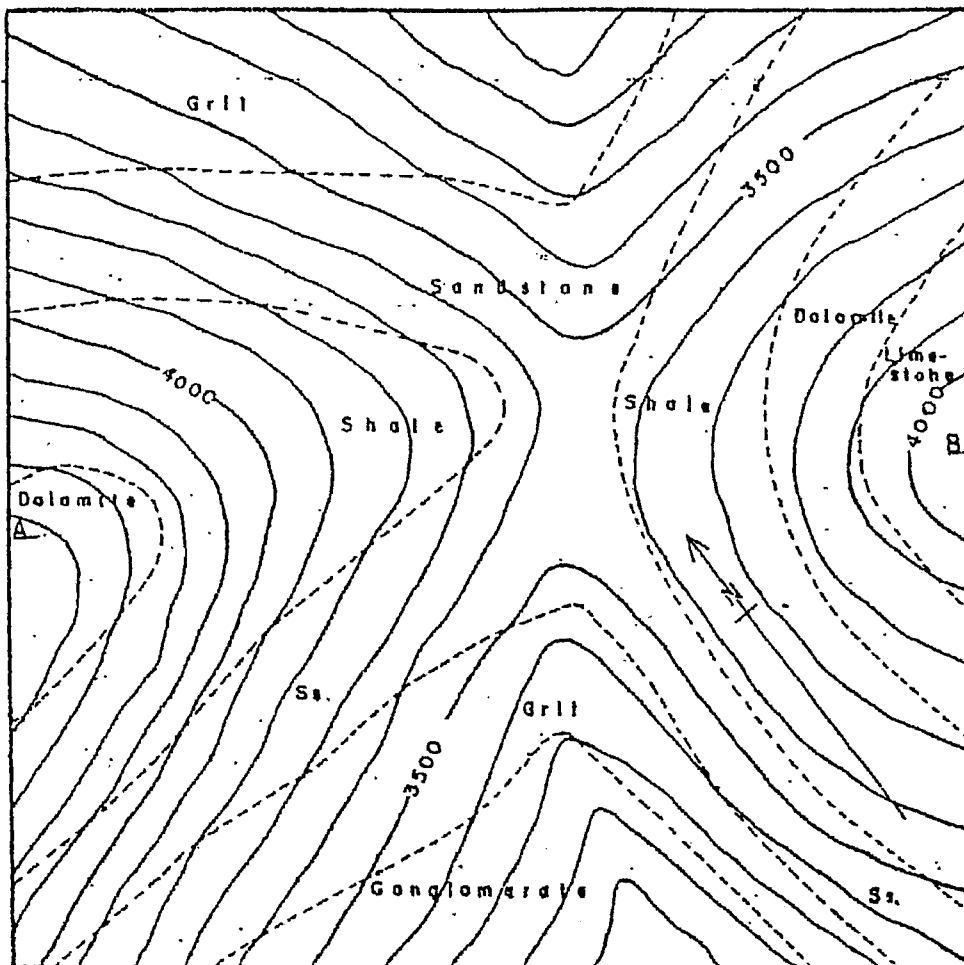 Grit
3500
Sandstone
Dolomite
Lime-
stone
4000
4000
Shale
Shale
B
Dolomite
A
N
Ss.
Grit
3500
Conglomerate
Ss.